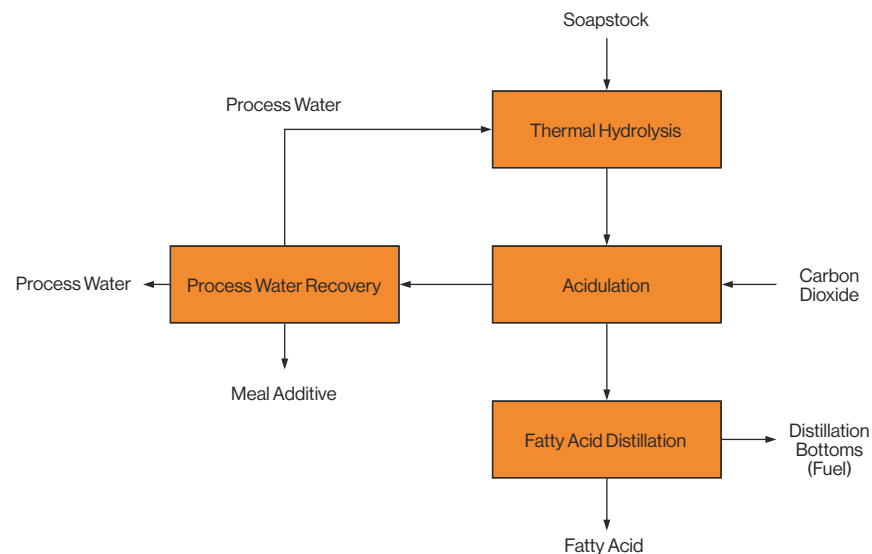 Soapstock
Process Water
Thermal Hydrolysis
Process Water
Process Water Recovery
Acidulation
Carbon
Dioxide
Meal Additive
Fatty Acid Distillation
Distillation
Bottoms
(Fuel)
Fatty Acid